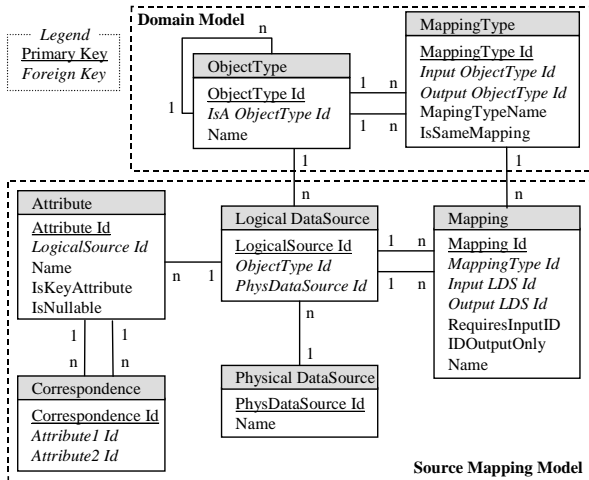 Legend
Primary Key
Foreign Key
Domain Model
n
1
ObjectType
ObjectType Id
IsA ObjectType Id
Name
1 n
1 n
MappingType
MappingType Id
Input ObjectType Id
Output ObjectType Id
MapingTypeName
IsSameMapping
1
n
1
n
Attribute
Attribute Id
LogicalSource Id
Name
IsKeyAttribute
IsNullable
n 1
Logical DataSource
LogicalSource Id
ObjectType Id
PhysDataSource Id
1 n
1 n
Mapping
Mapping Id
MappingType Id
Input LDS Id
Output LDS Id
RequiresInputID
IDOutputOnly
Name
1 1
n n
n
1
Correspondence
Correspondence Id
Attribute1 Id
Attribute2 Id
Physical DataSource
PhysDataSource Id
Name
Source Mapping Model